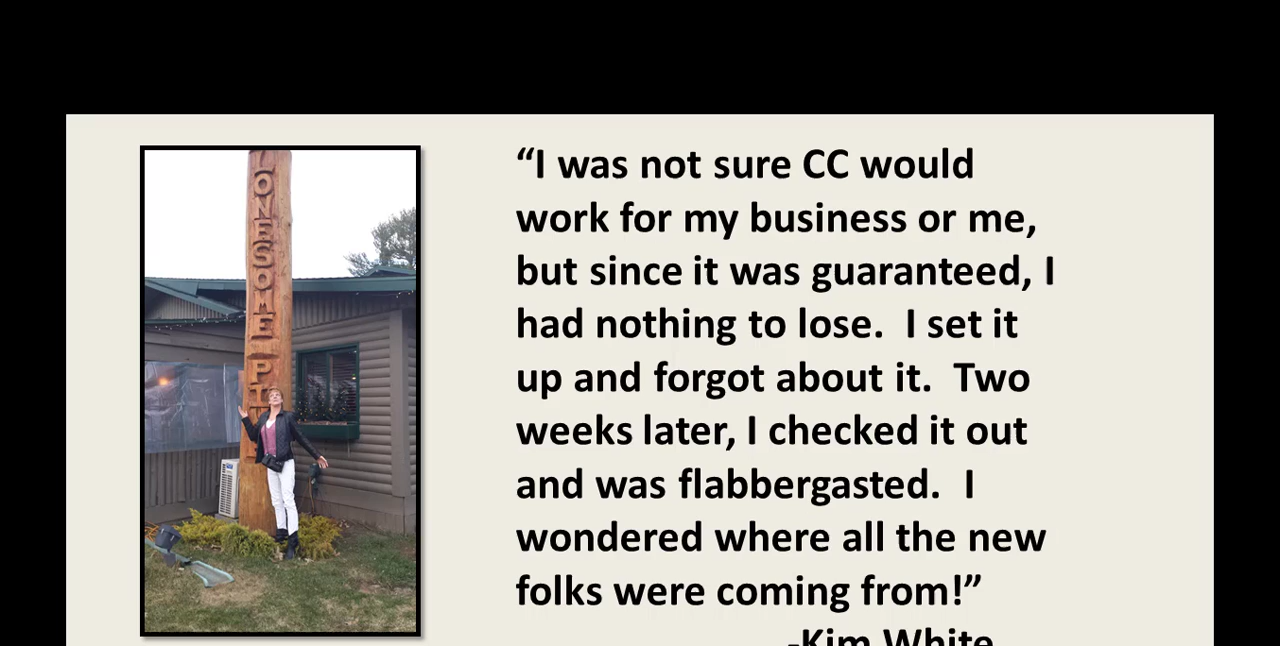 LONESOME PI
“I was not sure CC would
work for my business or me,
but since it was guaranteed, I
had nothing to lose.  I set it
up and forgot about it.  Two
weeks later, I checked it out
and was flabbergasted.  I
wondered where all the new
folks were coming from!”
-Kim White